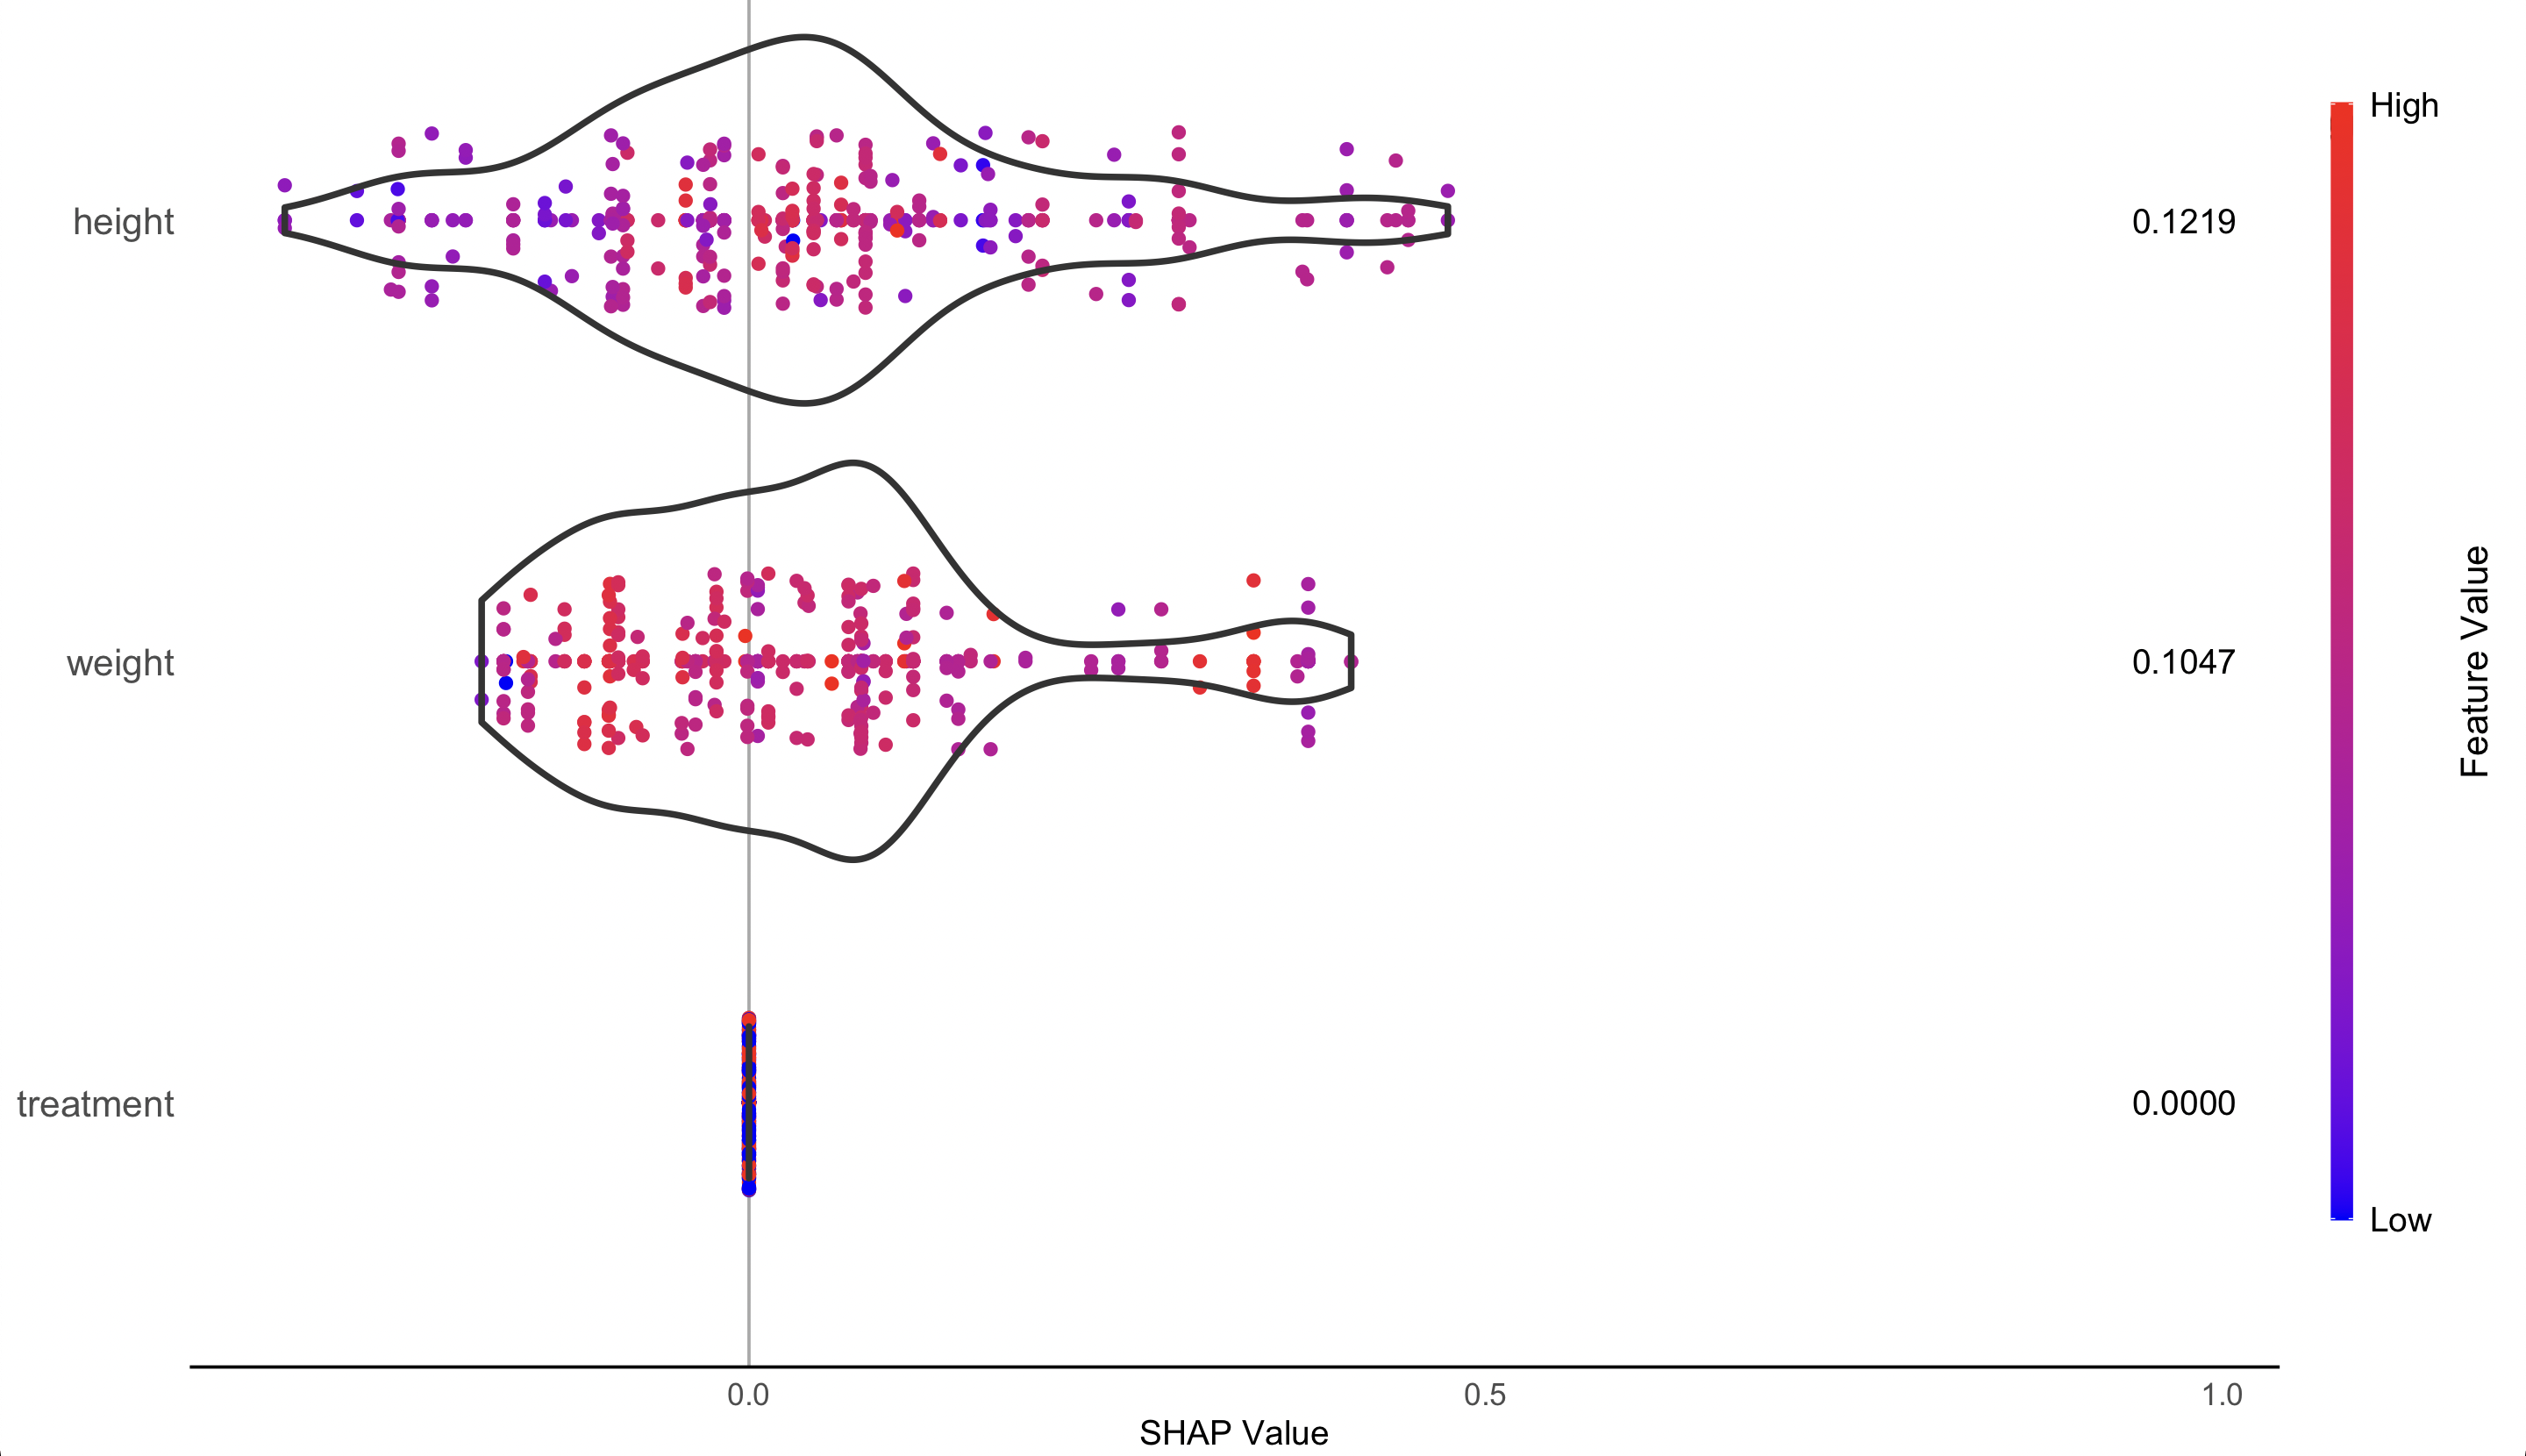 High
height
0.1219
Feature Value
weight
0.1047
treatment
0.0000
Low
0.0
0.5
1.0
SHAP Value